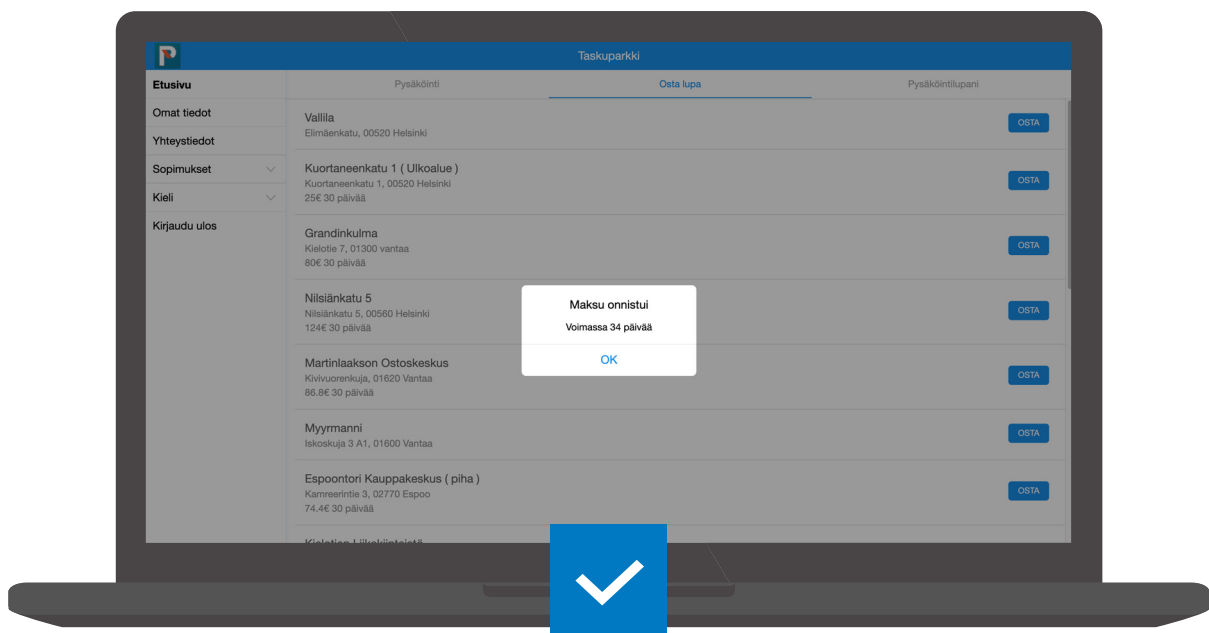 Taskuparkki
Etusivu
Omat tiedot
Yhteystiedot
Sopimukset
Kieli
Kirjaudu ulos
Pysäköinti
Osta lupa
Pysäköintilupani
Vallila
Elimäenkatu, 00520 Helsinki
OSTA
Kuortaneenkatu 1 ( Ulkoalue )
Kuortaneenkatu 1, 00520 Helsinki
25€ 30 päivää
OSTA
Grandinkulma
Kielotie 7, 01300 vantaa
80€ 30 päivää
OSTA
Nilsiänkatu 5
Nilsiänkatu 5, 00560 Helsinki
124€ 30 päivää
OSTA
Maksu onnistui
Voimassa 34 päivää
OK
Martinlaakson Ostoskeskus
Kivivuorenkuja, 01620 Vantaa
86.8€ 30 päivää
OSTA
Myyrmanni
Iskoskuja 3 A1, 01600 Vantaa
OSTA
Espoontori Kauppakeskus ( piha )
Kamreerintie 3, 02770 Espoo
74.4€ 30 päivää
OSTA